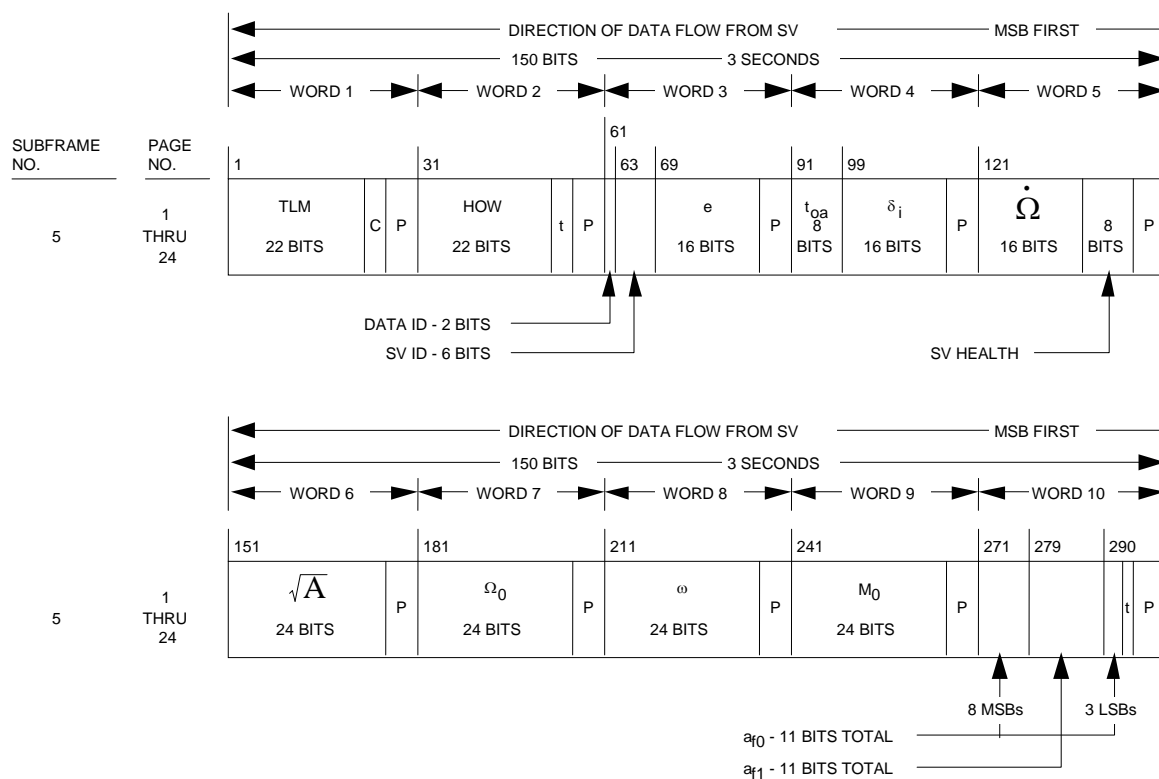 DIRECTION OF DATA FLOW FROM SV MSB FIRST
150 BITS 3 SECONDS
WORD 1 WORD 2 WORD 3 WORD 4 WORD 5
SUBFRAME NO. PAGE NO.
61
1 31 63 69 91 99 121
5 1 THRU 24
TLM 22 BITS C P
HOW 22 BITS t P
e 16 BITS P
t_oa 8 BITS
δ_i 16 BITS P
Ω̇ 16 BITS
8 BITS P
DATA ID - 2 BITS
SV ID - 6 BITS SV HEALTH
DIRECTION OF DATA FLOW FROM SV MSB FIRST
150 BITS 3 SECONDS
WORD 6 WORD 7 WORD 8 WORD 9 WORD 10
151 181 211 241 271 279 290
5 1 THRU 24
√A 24 BITS P
Ω_0 24 BITS P
ω 24 BITS P
M_0 24 BITS P
t P
8 MSBs 3 LSBs
a_f0 - 11 BITS TOTAL
a_f1 - 11 BITS TOTAL